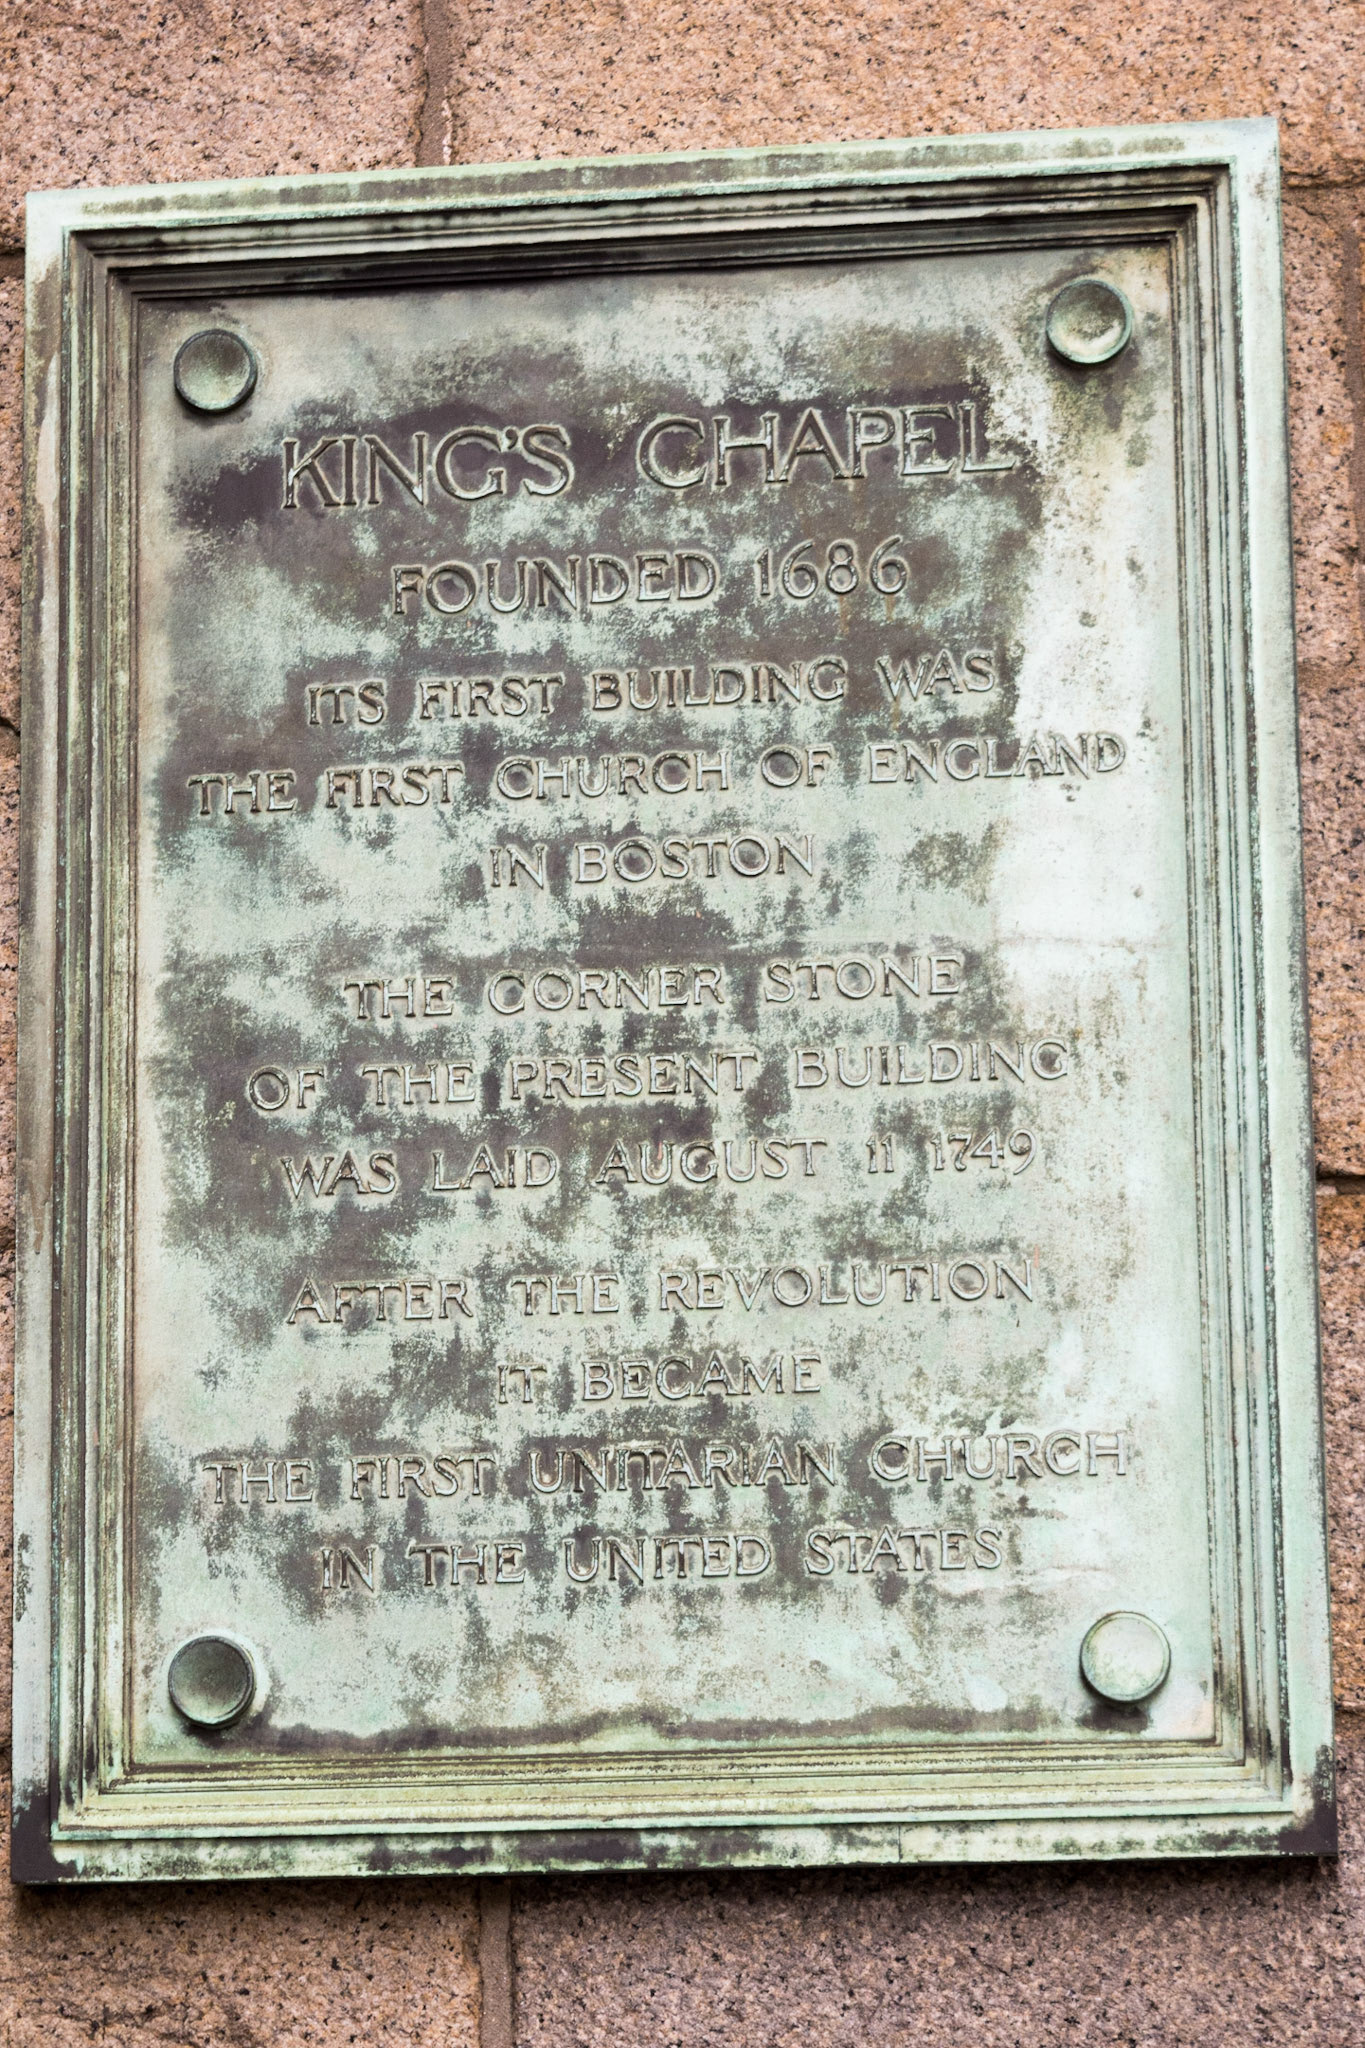 KING'S CHAPEL
FOUNDED 1686
ITS FIRST BUILDING WAS
THE FIRST CHURCH OF ENGLAND
IN BOSTON
THE CORNER STONE
OF THE PRESENT BUILDING
WAS LAID AUGUST 11 1749
AFTER THE REVOLUTION
IT BECAME
THE FIRST UNITARIAN CHURCH
IN THE UNITED STATES